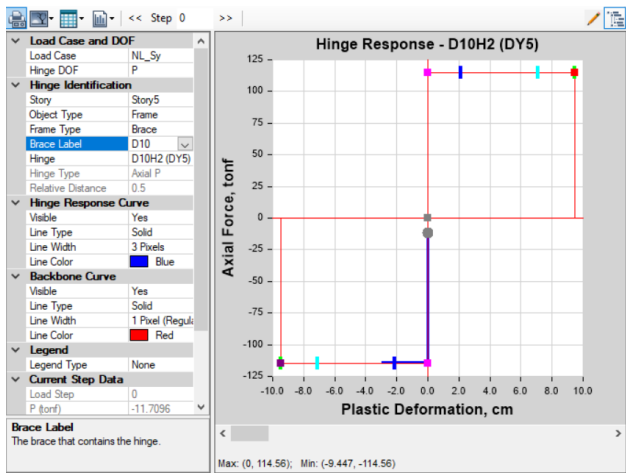 << Step 0 >>
Load Case and DOF
Load Case NL_Sy
Hinge DOF P
Hinge Identification
Story Story5
Object Type Frame
Frame Type Brace
Brace Label D10
Hinge D10H2 (DY5)
Hinge Type Axial P
Relative Distance 0.5
Hinge Response Curve
Visible Yes
Line Type Solid
Line Width 3 Pixels
Line Color Blue
Backbone Curve
Visible Yes
Line Type Solid
Line Width 1 Pixel (Regula
Line Color Red
Legend
Legend Type None
Current Step Data
Load Step 0
P (tonf) -11.7096
Brace Label
The brace that contains the hinge.
Hinge Response - D10H2 (DY5)
125
100
75
50
25
0
-25
-50
-75
-100
-125
Axial Force, tonf
-10.0 -8.0 -6.0 -4.0 -2.0 0.0 2.0 4.0 6.0 8.0 10.0
Plastic Deformation, cm
Max: (0, 114.56); Min: (-9.447, -114.56)